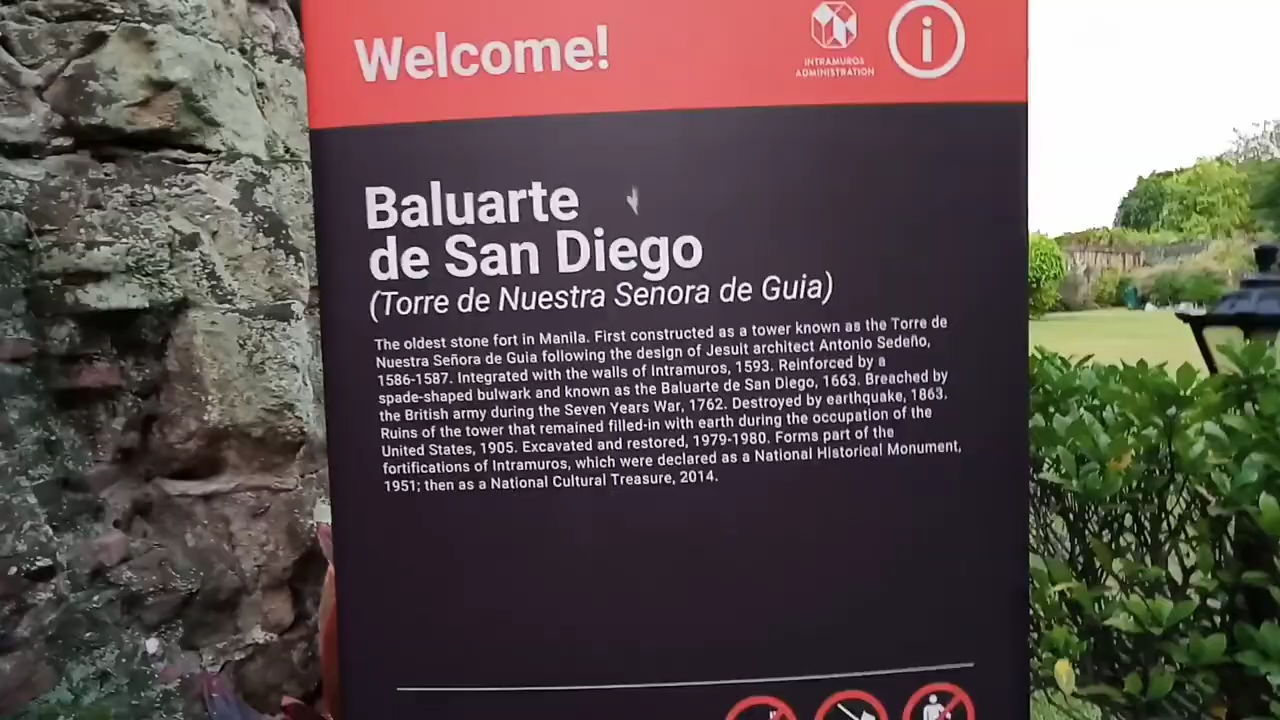 Welcome!
INTRAMUROS
ADMINISTRATION
i
Baluarte
de San Diego
(Torre de Nuestra Senora de Guia)
The oldest stone fort in Manila. First constructed as a tower known as the Torre de
Nuestra Señora de Guia following the design of Jesuit architect Antonio Sedeño,
1586-1587. Integrated with the walls of Intramuros, 1593. Reinforced by a
spade-shaped bulwark and known as the Baluarte de San Diego, 1663. Breached by
the British army during the Seven Years War, 1762. Destroyed by earthquake, 1863.
Ruins of the tower that remained filled-in with earth during the occupation of the
United States, 1905. Excavated and restored, 1979-1980. Forms part of the
fortifications of Intramuros, which were declared as a National Historical Monument,
1951; then as a National Cultural Treasure, 2014.